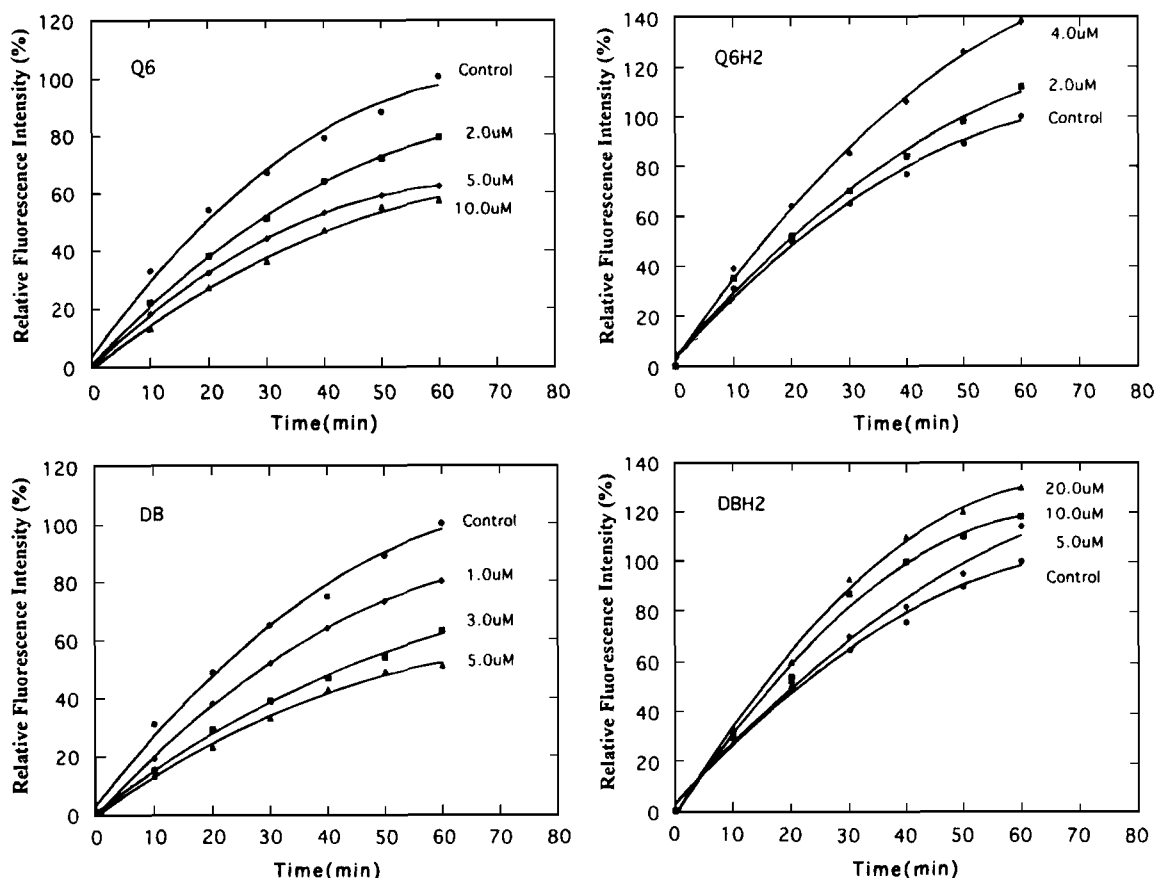 120
100
80
60
40
20
0
Relative Fluorescence Intensity (%)
Q6
Control
2.0uM
5.0uM
10.0uM
0 10 20 30 40 50 60 70 80
Time(min)
140
120
100
80
60
40
20
0
Relative Fluorescence Intensity (%)
Q6H2
4.0uM
2.0uM
Control
0 10 20 30 40 50 60 70 80
Time(min)
120
100
80
60
40
20
0
Relative Fluorescence Intensity (%)
DB
Control
1.0uM
3.0uM
5.0uM
0 10 20 30 40 50 60 70 80
Time(min)
140
120
100
80
60
40
20
0
Relative Fluorescence Intensity (%)
DBH2
20.0uM
10.0uM
5.0uM
Control
0 10 20 30 40 50 60 70 80
Time(min)